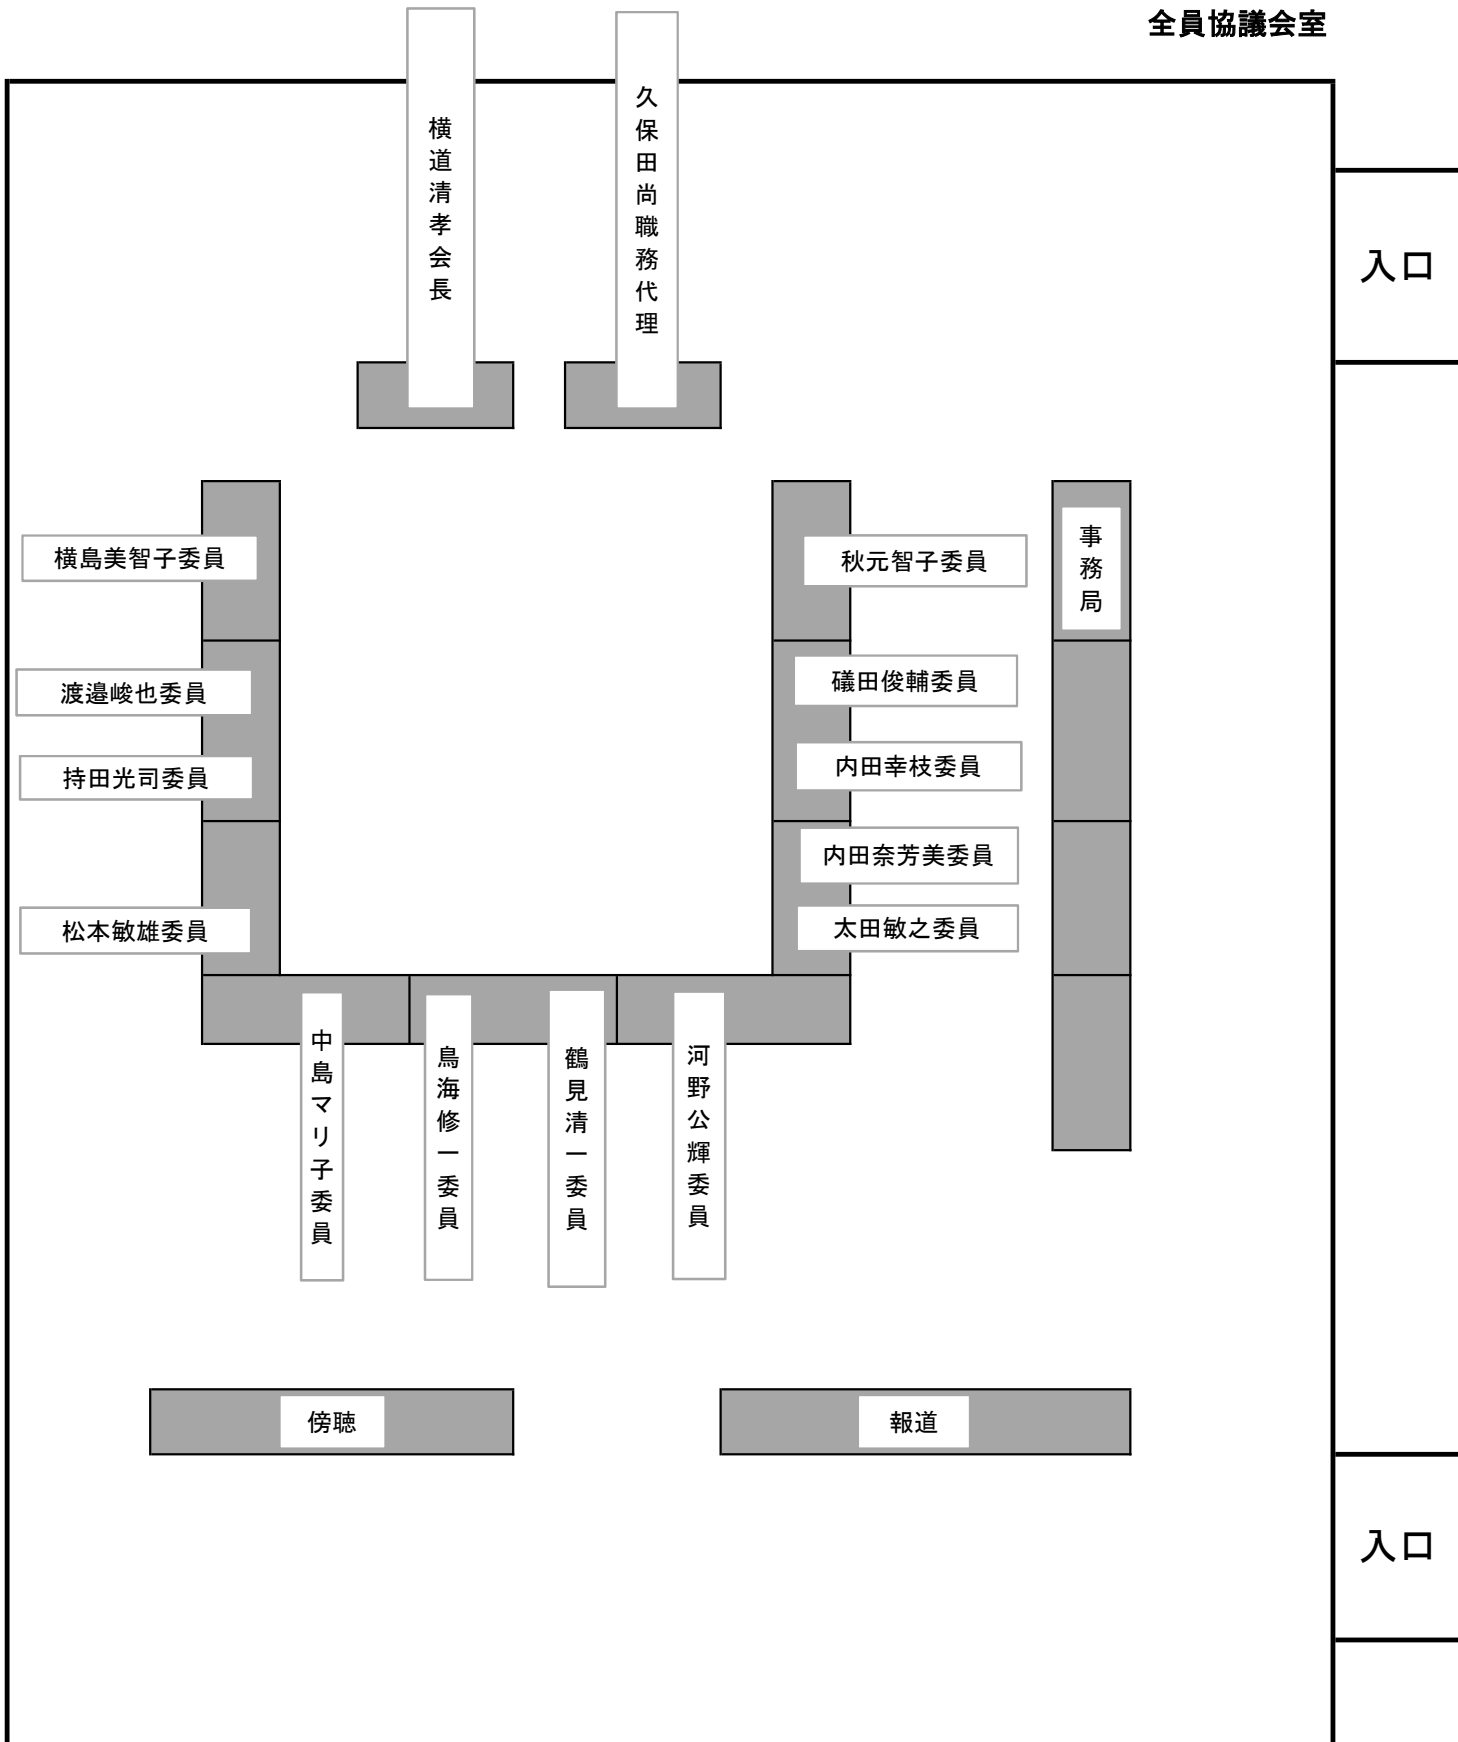 全員協議会室
横道清孝会長
久保田尚職務代理
入口
横島美智子委員
秋元智子委員
事務局
渡邉峻也委員
礒田俊輔委員
持田光司委員
内田幸枝委員
内田奈芳美委員
松本敏雄委員
太田敏之委員
中島マリ子委員
鳥海修一委員
鶴見清一委員
河野公輝委員
傍聴
報道
入口